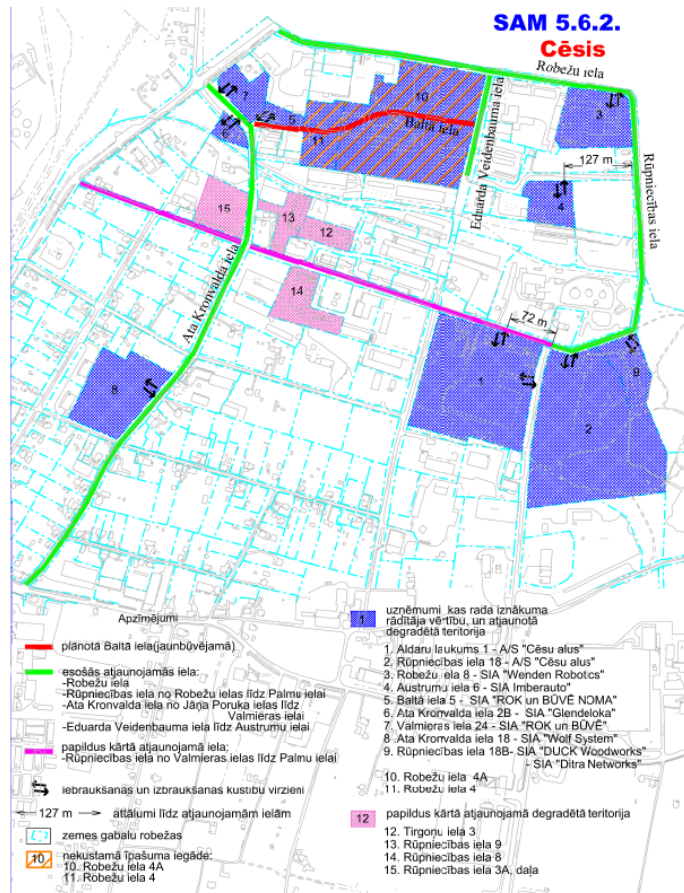 SAM 5.6.2.
Cēsis
Robežu iela
7
5
6
10
Baltā iela
11
Eduarda Veidenbauma iela
3
127 m
Rūpniecības iela
4
15
13
12
14
Ata Kronvalda iela
72 m
8
1
9
2
Apzīmējumi
plānotā Baltā iela(jaunbūvējamā)
esošās atjaunojamās ielas:
-Robežu iela
-Rūpniecības iela no Robežu ielas līdz Palmu ielai
-Ata Kronvalda iela no Jāņa Poruka ielas līdz
Valmieras ielai
-Eduarda Veidenbauma iela līdz Austrumu ielai
papildus kārtā atjaunojamā iela:
-Rūpniecības iela no Valmieras ielas līdz Palmu ielai
iebraukšanas un izbraukšanas kustību virzieni
127 m attālumi līdz atjaunojamām ielām
zemes gabalu robežas
10 nekustamā īpašuma iegāde:
10. Robežu iela 4A
11. Robežu iela 4
1 uzņēmumi kas rada iznākuma
rādītāja vērtību, un atjaunotā
degradētā teritorija
1. Aldaru laukums 1 - A/S "Cēsu alus"
2. Rūpniecības iela 18 - A/S "Cēsu alus"
3. Robežu iela 8 - SIA "Wenden Robotics"
4. Austrumu iela 6 - SIA Imberauto"
5. Baltā iela 5 - SIA "ROK un BŪVĒ NOMA"
6. Ata Kronvalda iela 2B - SIA "Glendeloka"
7. Valmieras iela 24 - SIA "ROK un BŪVĒ"
8. Ata Kronvalda iela 18 - SIA "Wolf System"
9. Rūpniecības iela 18B- SIA "DUCK Woodworks"
- SIA "Ditra Networks"
10. Robežu iela 4A
11. Robežu iela 4
12 papildus kārtā atjaunojamā degradētā teritorija
12. Tirgoņu iela 3
13. Rūpniecības iela 9
14. Rūpniecības iela 8
15. Rūpniecības iela 3A, daļa